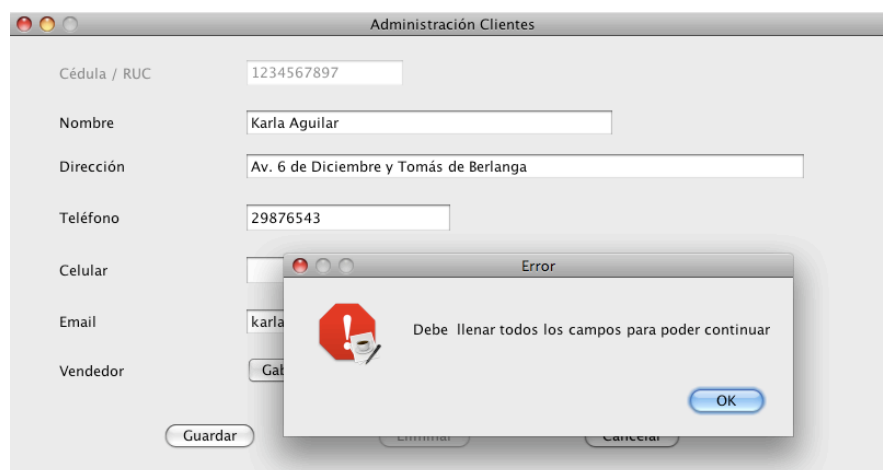 Administración Clientes
Cédula / RUC 1234567897
Nombre Karla Aguilar
Dirección Av. 6 de Diciembre y Tomás de Berlanga
Teléfono 29876543
Celular
Error
Debe llenar todos los campos para poder continuar
OK
Email karla
Vendedor
Guardar Eliminar Cancelar